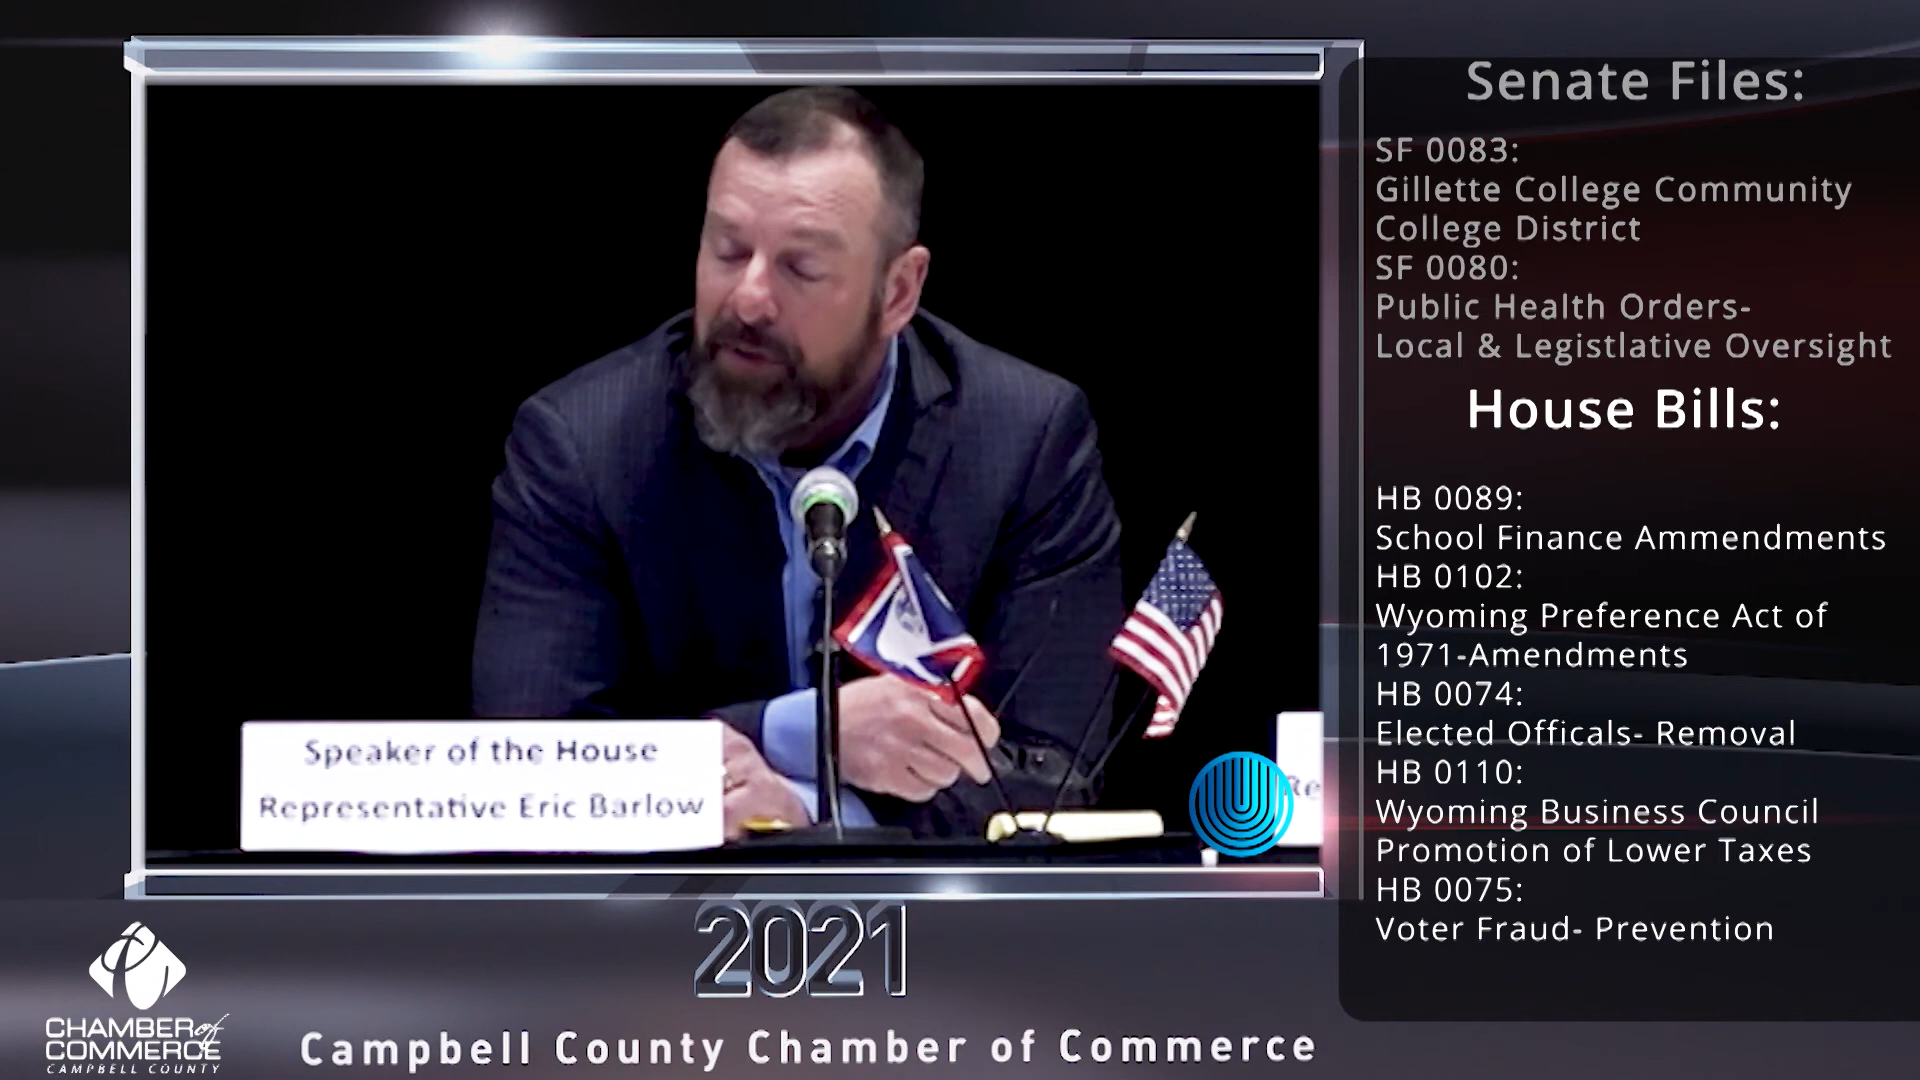 Senate Files:
SF 0083:
Gillette College Community
College District
SF 0080:
Public Health Orders-
Local & Legistlative Oversight
House Bills:
HB 0089:
School Finance Ammendments
HB 0102:
Wyoming Preference Act of
1971-Amendments
HB 0074:
Elected Officals- Removal
HB 0110:
Wyoming Business Council
Promotion of Lower Taxes
HB 0075:
Voter Fraud- Prevention
Speaker of the House
Representative Eric Barlow
Re
2021
Campbell County Chamber of Commerce
CHAMBER of
COMMERCE
CAMPBELL COUNTY